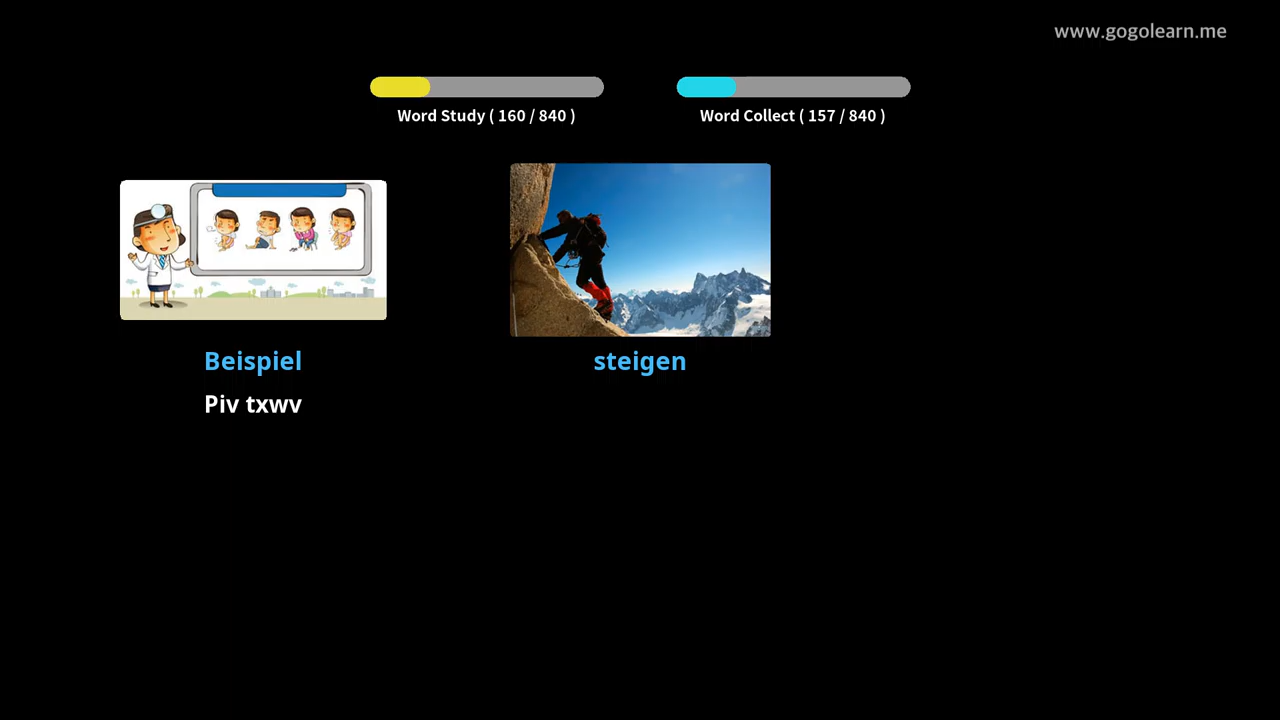 www.gogolearn.me
Word Study ( 160 / 840 )
Word Collect ( 157 / 840 )
Beispiel
steigen
Piv txwv